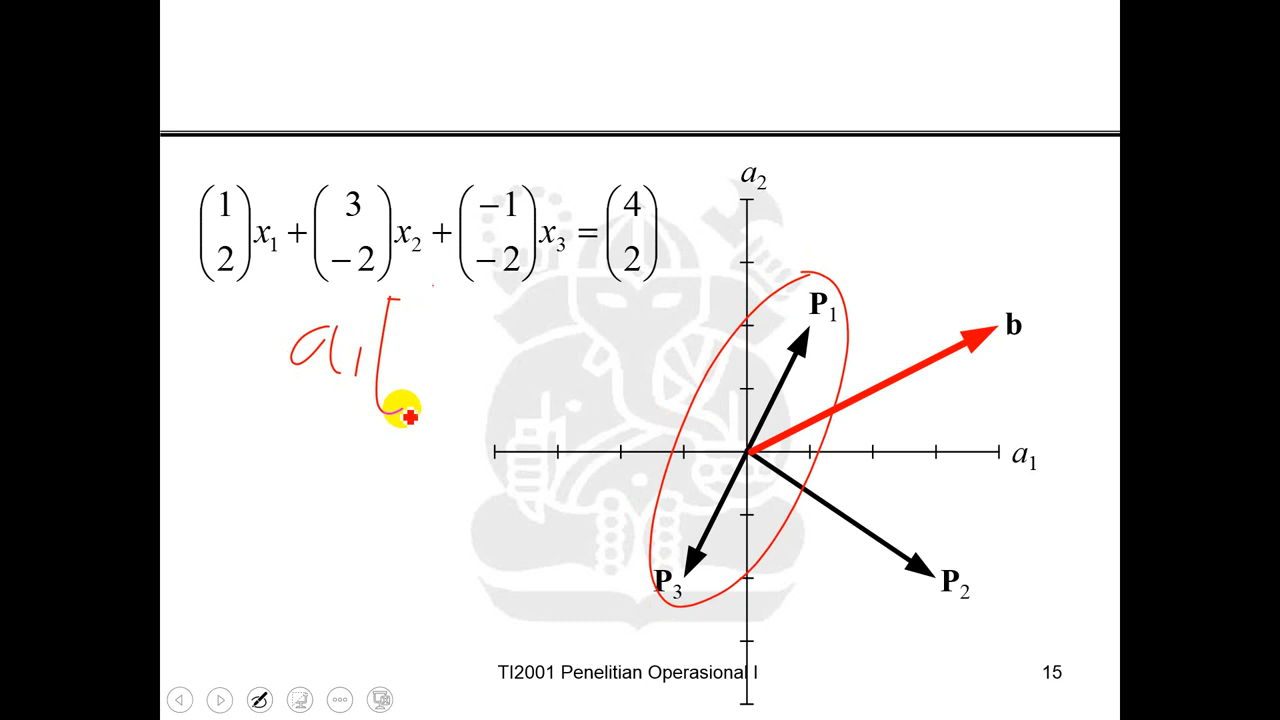 (1 2) x₁ + (3 −2) x₂ + (−1 −2) x₃ = (4 2)
a₂
P₁
b
a₁[
a₁
P₃
P₂
TI2001 Penelitian Operasional I
15